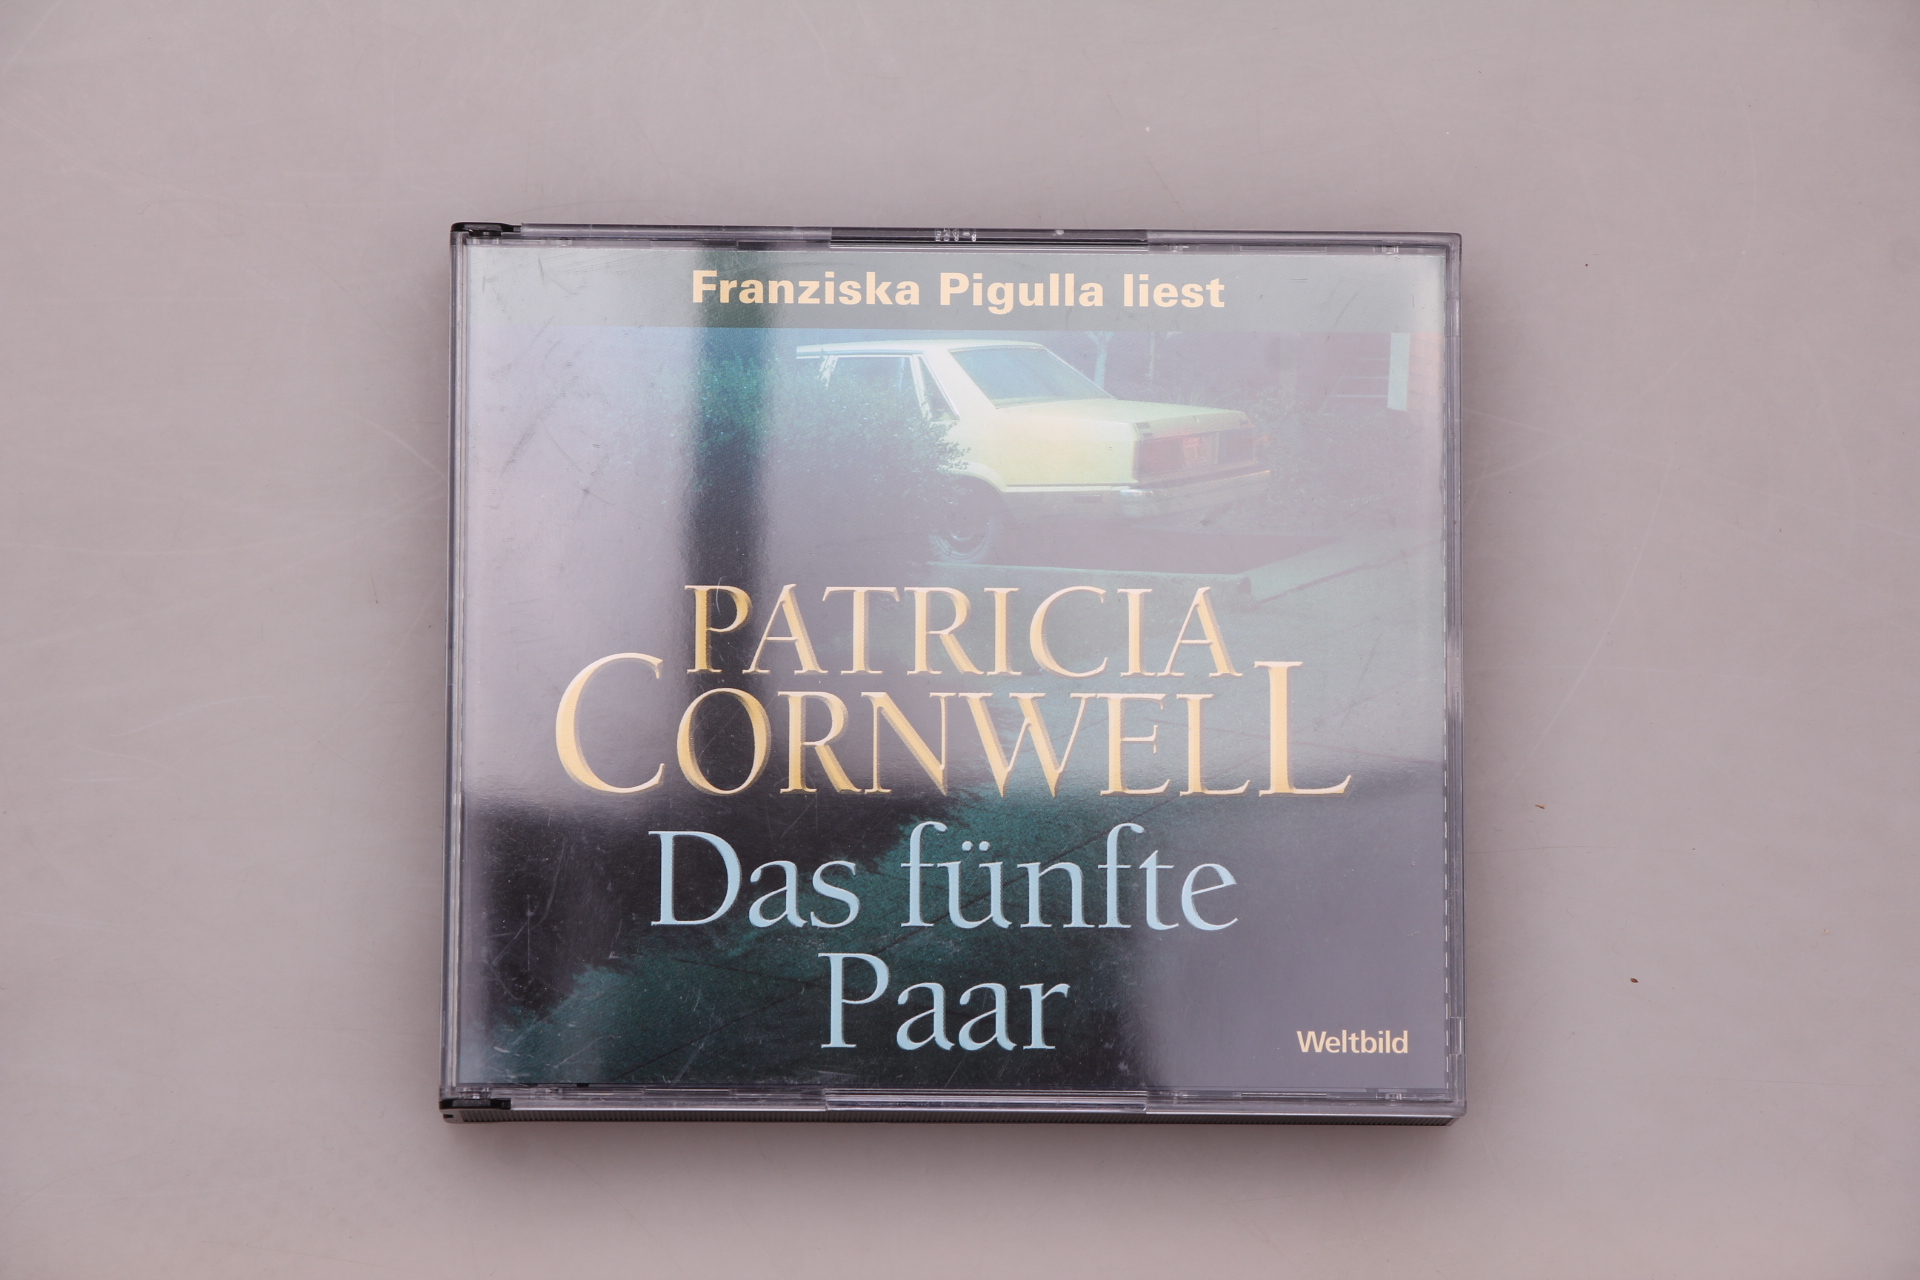 Franziska Pigulla liest
PATRICIA
CORNWELL
Das fünfte
Paar
Weltbild